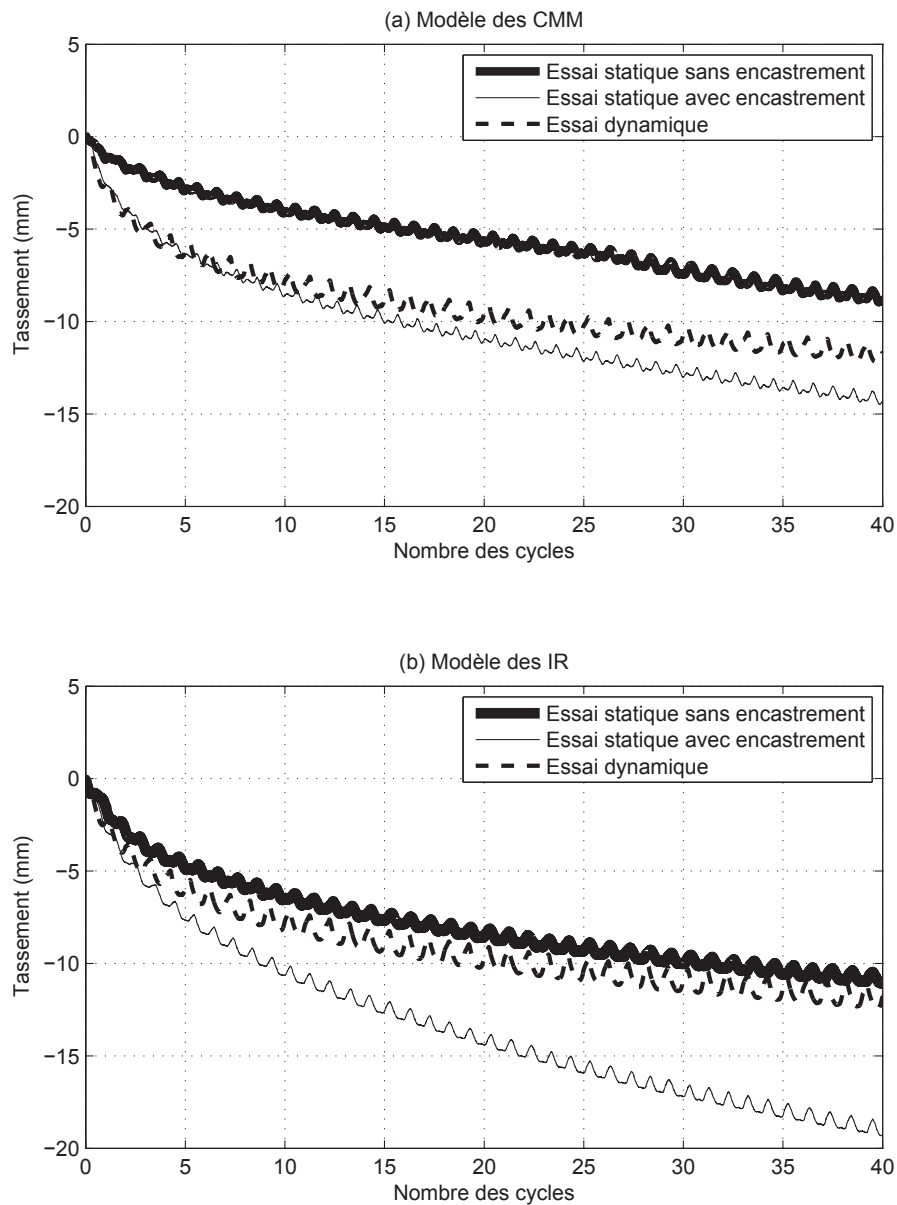 (a) Modèle des CMM
5
0
−5
−10
−15
−20
Tassement (mm)
Essai statique sans encastrement
Essai statique avec encastrement
Essai dynamique
0 5 10 15 20 25 30 35 40
Nombre des cycles
(b) Modèle des IR
5
0
−5
−10
−15
−20
Tassement (mm)
Essai statique sans encastrement
Essai statique avec encastrement
Essai dynamique
0 5 10 15 20 25 30 35 40
Nombre des cycles